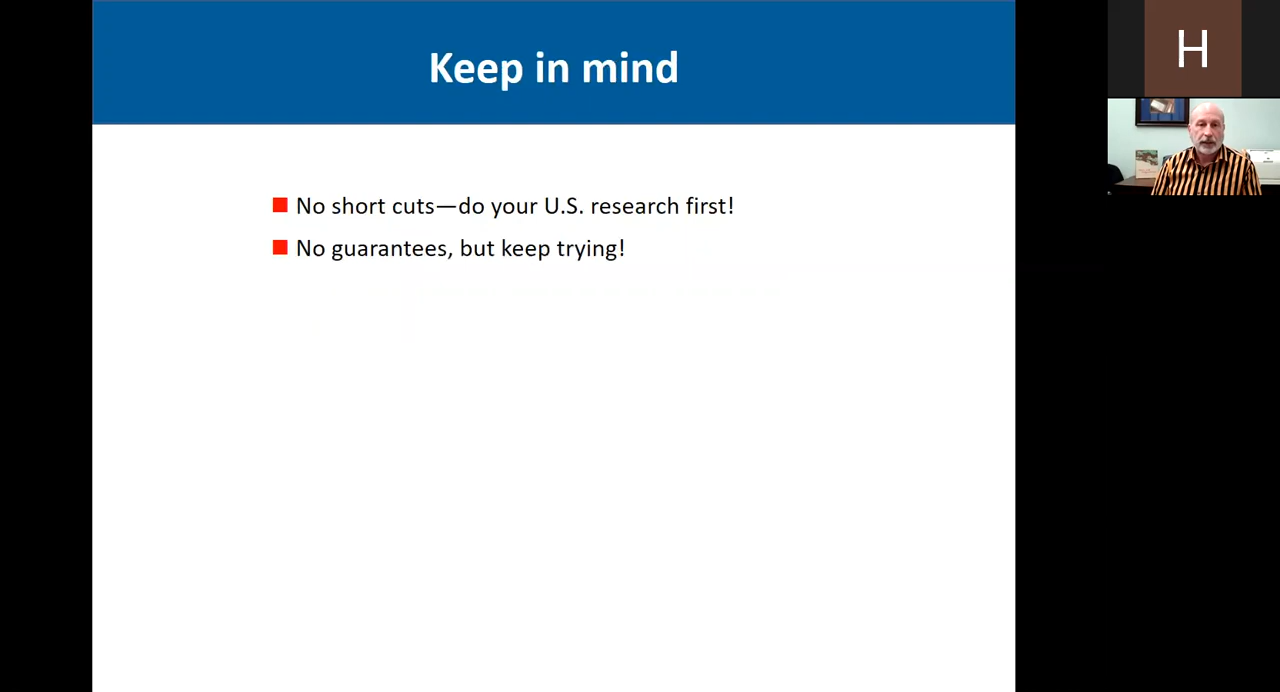 Keep in mind
No short cuts—do your U.S. research first!
No guarantees, but keep trying!
H